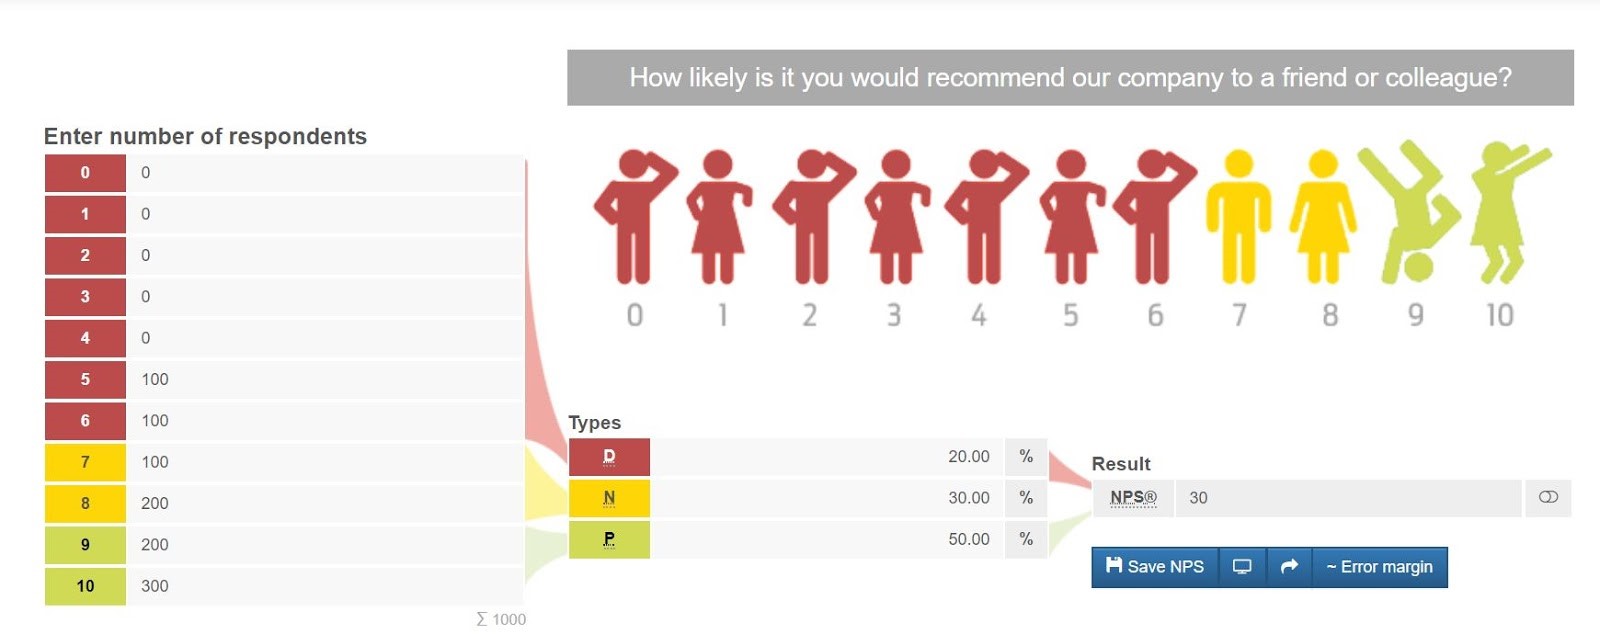 How likely is it you would recommend our company to a friend or colleague?
Enter number of respondents
0 0
1 0
2 0
3 0
4 0
5 100
6 100
7 100
8 200
9 200
10 300
∑ 1000
0 1 2 3 4 5 6 7 8 9 10
Types
D 20.00 %
N 30.00 %
P 50.00 %
Result
NPS® 30
Save NPS ~ Error margin